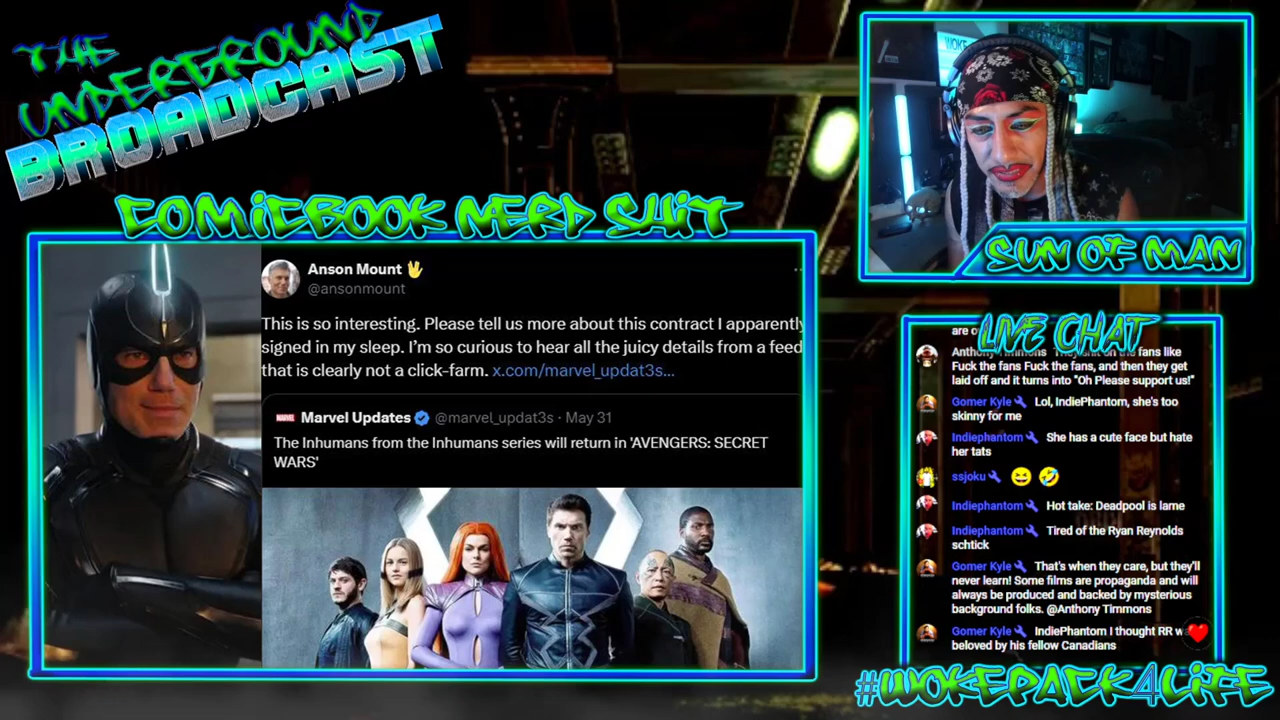 THE
UNDERGROUND
BROADCAST
COMICBOOK NERD SHIT
Anson Mount 🖖
@ansonmount
This is so interesting. Please tell us more about this contract I apparently
signed in my sleep. I'm so curious to hear all the juicy details from a feed
that is clearly not a click-farm. x.com/marvel_updat3s...
MARVEL Marvel Updates @marvel_updat3s · May 31
The Inhumans from the Inhumans series will return in 'AVENGERS: SECRET
WARS'
WOKE
SUN OF MAN
LIVE CHAT
Anthony Timmons on the fans like
Fuck the fans, and then they get
laid off and it turns into "Oh Please support us!"
Gomer Kyle Lol, IndiePhantom, she's too
skinny for me
Indiephantom She has a cute face but hate
her tats
ssjoku 😆 🤣
Indiephantom Hot take: Deadpool is lame
Indiephantom Tired of the Ryan Reynolds
schtick
Gomer Kyle That's when they care, but they'll
never learn! Some films are propaganda and will
always be produced and backed by mysterious
background folks. @Anthony Timmons
Gomer Kyle IndiePhantom I thought RR
beloved by his fellow Canadians
#WOKEPACK4LIFE